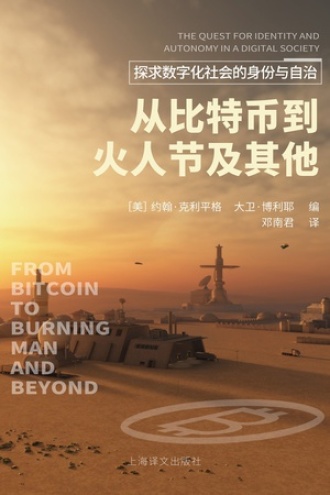 THE QUEST FOR IDENTITY AND
AUTONOMY IN A DIGITAL SOCIETY
探求数字化社会的身份与自治
从比特币到
火人节及其他
[美] 约翰·克利平格 大卫·博利耶 编
邓南君 译
FROM
BITCOIN
TO
BURNING
MAN
AND
BEYOND
上海译文出版社